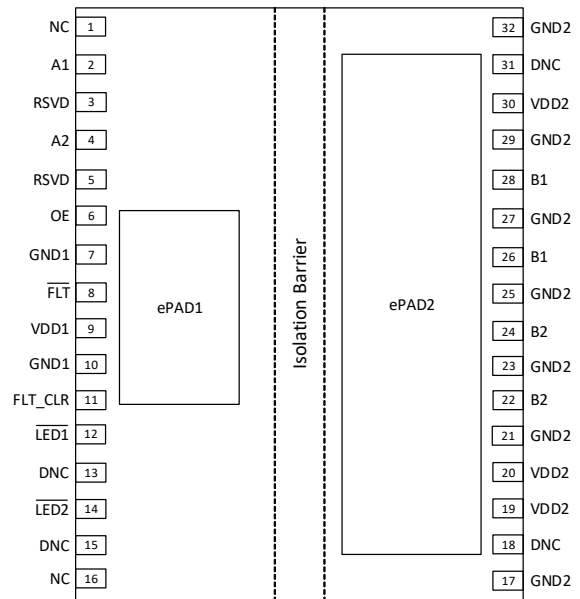 NC 1
A1 2
RSVD 3
A2 4
RSVD 5
OE 6
GND1 7
FLT 8
VDD1 9
GND1 10
FLT_CLR 11
LED1 12
DNC 13
LED2 14
DNC 15
NC 16
ePAD1
Isolation Barrier
ePAD2
32 GND2
31 DNC
30 VDD2
29 GND2
28 B1
27 GND2
26 B1
25 GND2
24 B2
23 GND2
22 B2
21 GND2
20 VDD2
19 VDD2
18 DNC
17 GND2